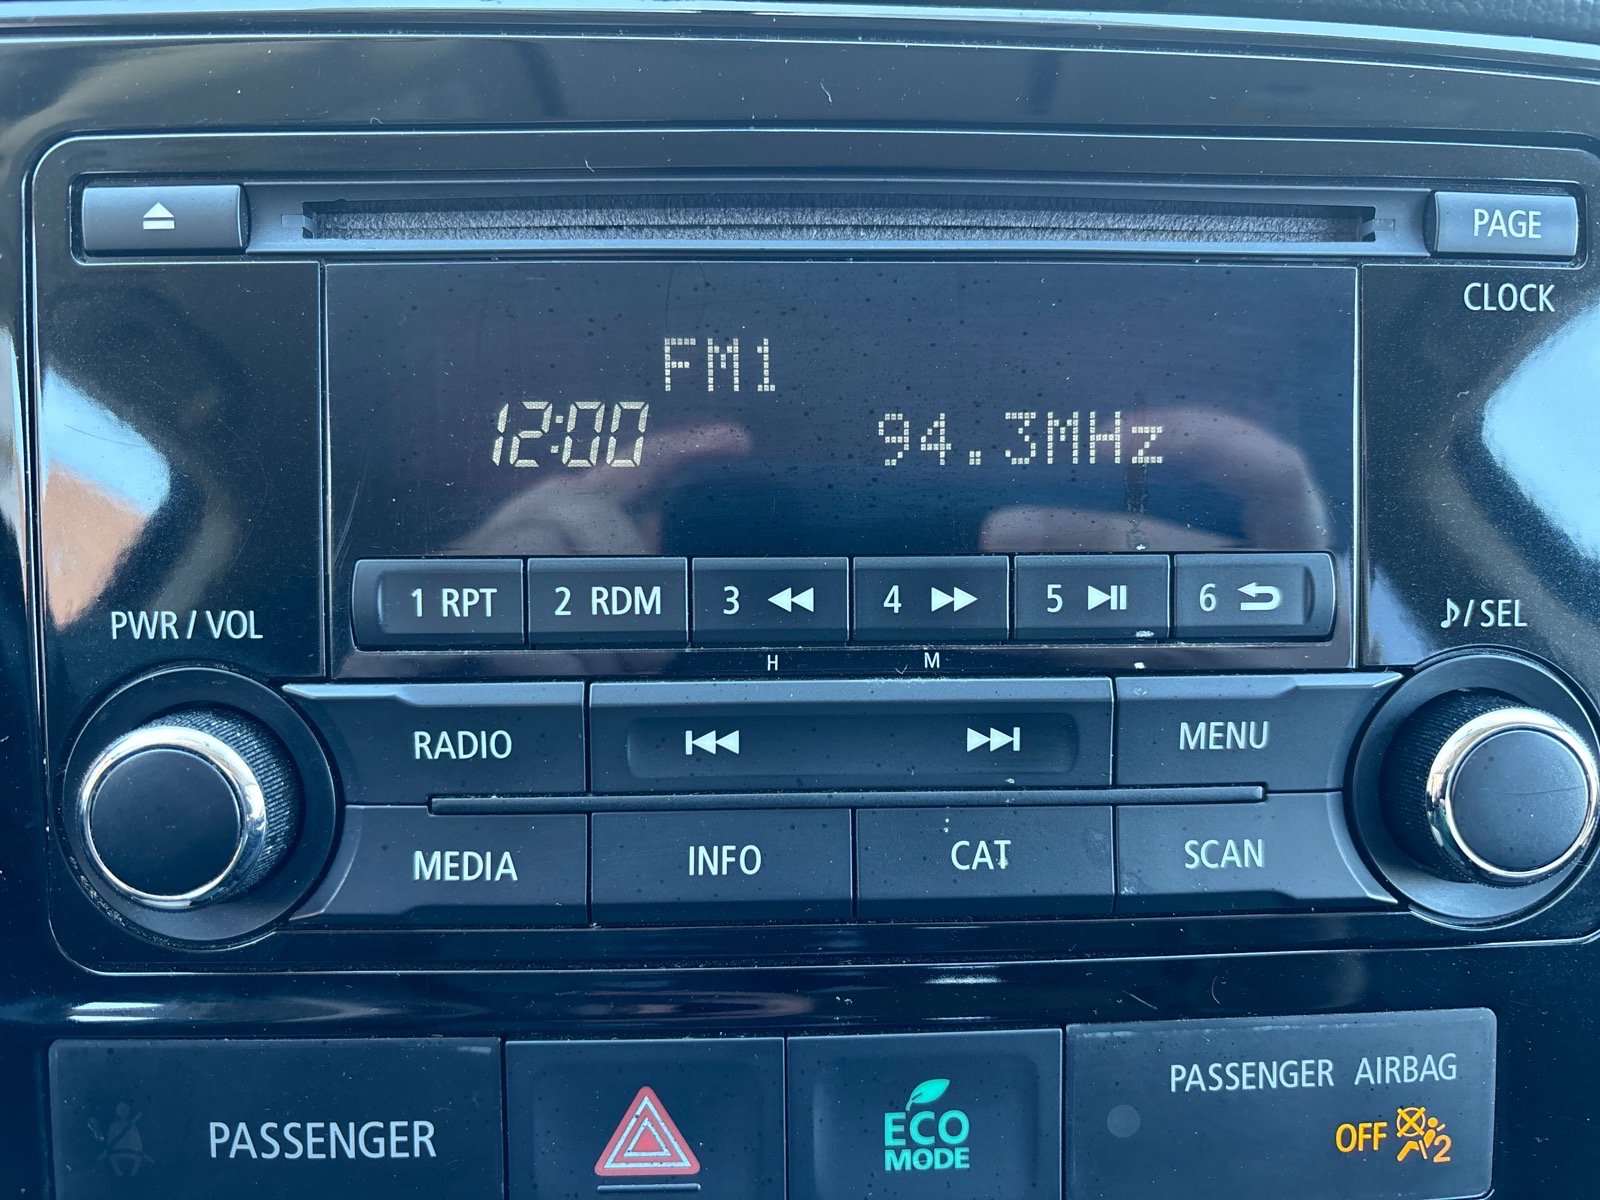 PAGE
CLOCK
FM1
12:00 94.3MHz
1 RPT 2 RDM 3 4 5 6
H M
PWR / VOL
/ SEL
RADIO MENU
MEDIA INFO CAT SCAN
PASSENGER
ECO
MODE
PASSENGER AIRBAG
OFF 2